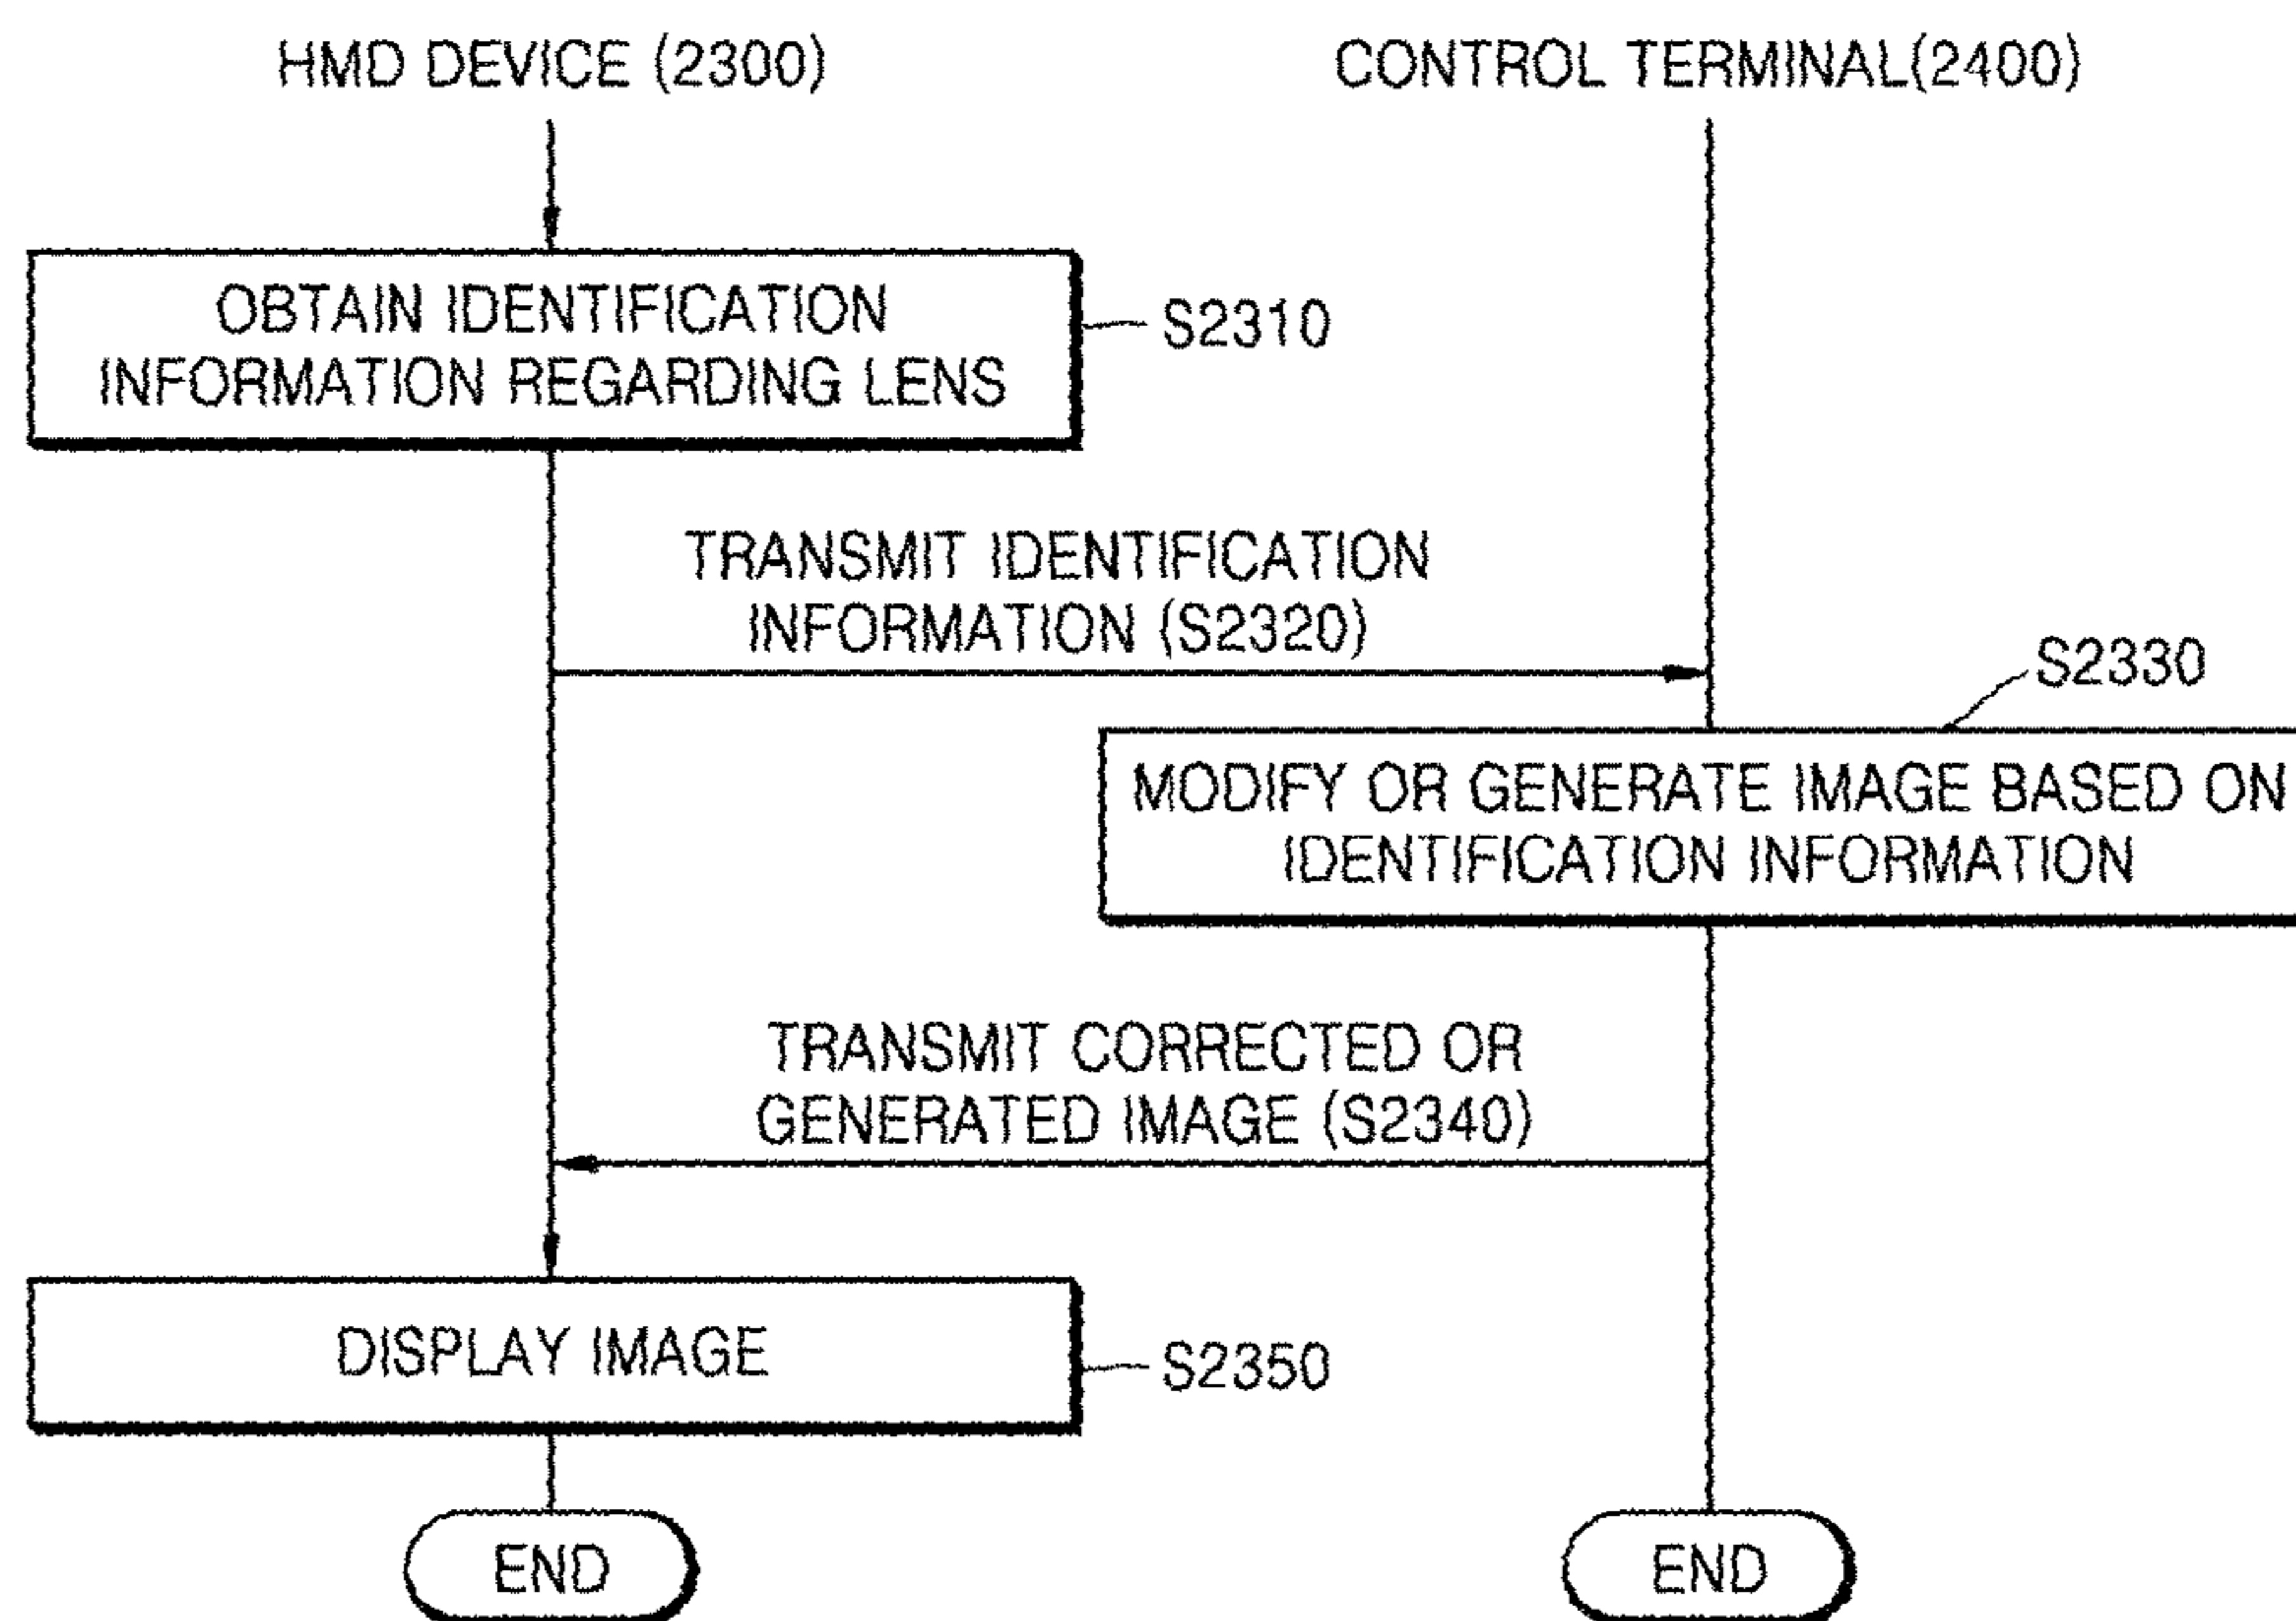 HMD DEVICE (2300)
CONTROL TERMINAL(2400)
OBTAIN IDENTIFICATION
INFORMATION REGARDING LENS
S2310
TRANSMIT IDENTIFICATION
INFORMATION (S2320)
S2330
MODIFY OR GENERATE IMAGE BASED ON
IDENTIFICATION INFORMATION
TRANSMIT CORRECTED OR
GENERATED IMAGE (S2340)
DISPLAY IMAGE
S2350
END
END